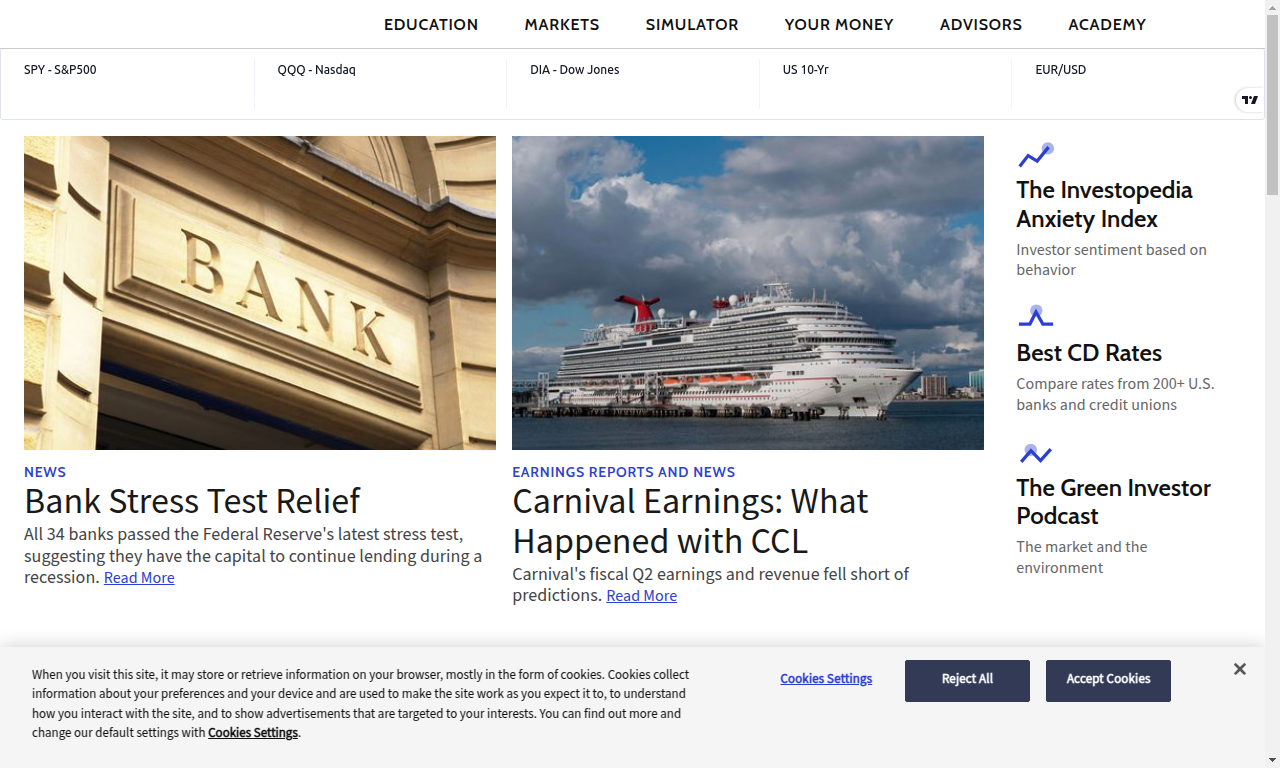 EDUCATION MARKETS SIMULATOR YOUR MONEY ADVISORS ACADEMY
SPY - S&P500 QQQ - Nasdaq DIA - Dow Jones US 10-Yr EUR/USD
BANK
NEWS
Bank Stress Test Relief
All 34 banks passed the Federal Reserve's latest stress test,
suggesting they have the capital to continue lending during a
recession. Read More
EARNINGS REPORTS AND NEWS
Carnival Earnings: What
Happened with CCL
Carnival's fiscal Q2 earnings and revenue fell short of
predictions. Read More
The Investopedia
Anxiety Index
Investor sentiment based on
behavior
Best CD Rates
Compare rates from 200+ U.S.
banks and credit unions
The Green Investor
Podcast
The market and the
environment
When you visit this site, it may store or retrieve information on your browser, mostly in the form of cookies. Cookies collect
information about your preferences and your device and are used to make the site work as you expect it to, to understand
how you interact with the site, and to show advertisements that are targeted to your interests. You can find out more and
change our default settings with Cookies Settings.
Cookies Settings Reject All Accept Cookies